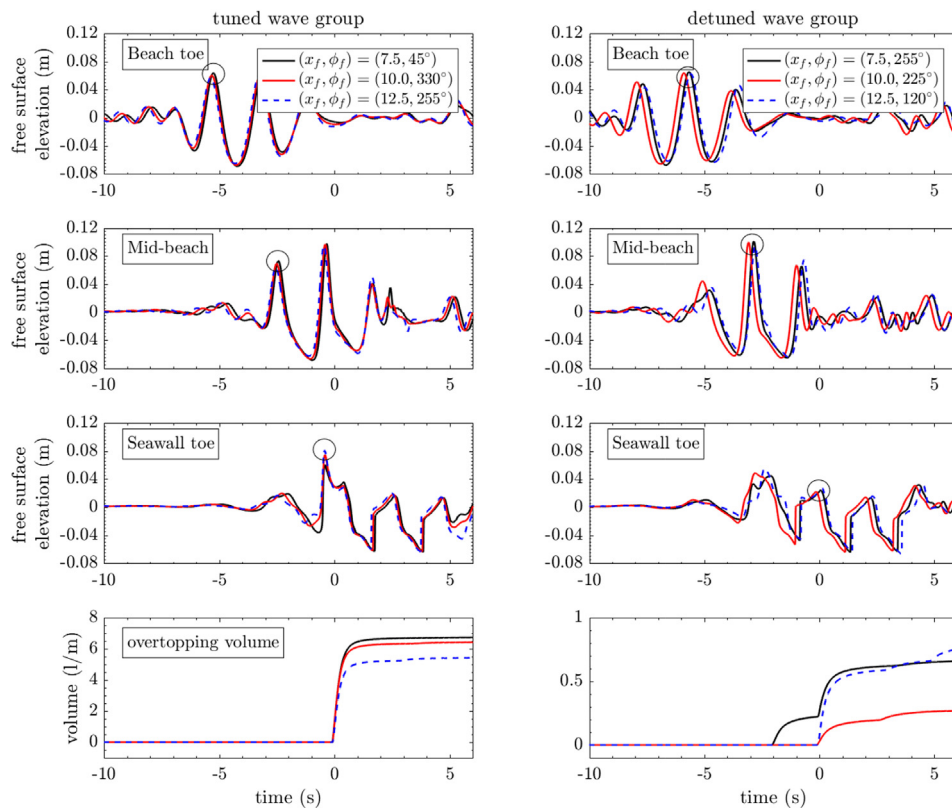 tuned wave group
detuned wave group
0.12
0.08
0.04
0
-0.04
-0.08
Beach toe
(x_f, ϕ_f) = (7.5, 45°)
(x_f, ϕ_f) = (10.0, 330°)
(x_f, ϕ_f) = (12.5, 255°)
free surface
elevation (m)
-10 -5 0 5
Beach toe
(x_f, ϕ_f) = (7.5, 255°)
(x_f, ϕ_f) = (10.0, 225°)
(x_f, ϕ_f) = (12.5, 120°)
0.12
0.08
0.04
0
-0.04
-0.08
-10 -5 0 5
Mid-beach
free surface
elevation (m)
0.12
0.08
0.04
0
-0.04
-0.08
-10 -5 0 5
Mid-beach
0.12
0.08
0.04
0
-0.04
-0.08
-10 -5 0 5
Seawall toe
free surface
elevation (m)
0.12
0.08
0.04
0
-0.04
-0.08
-10 -5 0 5
Seawall toe
0.12
0.08
0.04
0
-0.04
-0.08
-10 -5 0 5
overtopping volume
volume (l/m)
8
6
4
2
0
-10 -5 0 5
time (s)
1
0.5
0
-10 -5 0 5
time (s)